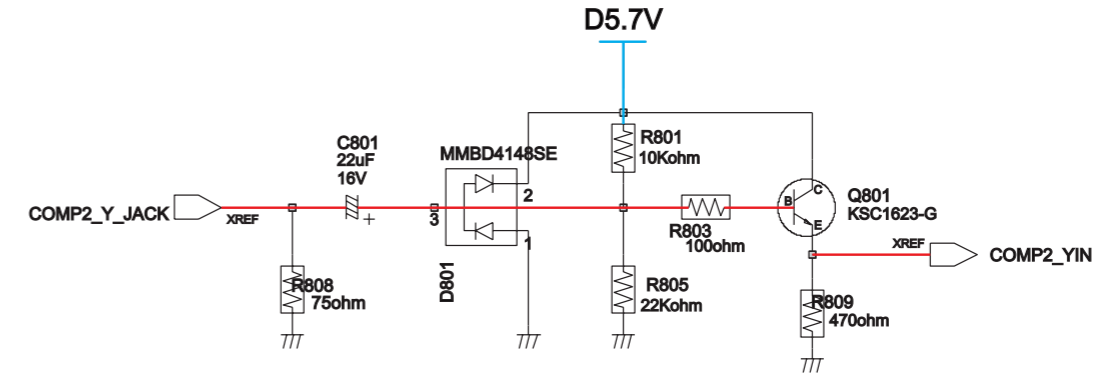 D5.7V
C801
22uF
16V
MMBD4148SE
R801
10Kohm
2
Q801
KSC1623-G
C
B
E
COMP2_Y_JACK
XREF
+
3
1
R803
100ohm
XREF
COMP2_YIN
D801
R808
75ohm
R805
22Kohm
R809
470ohm